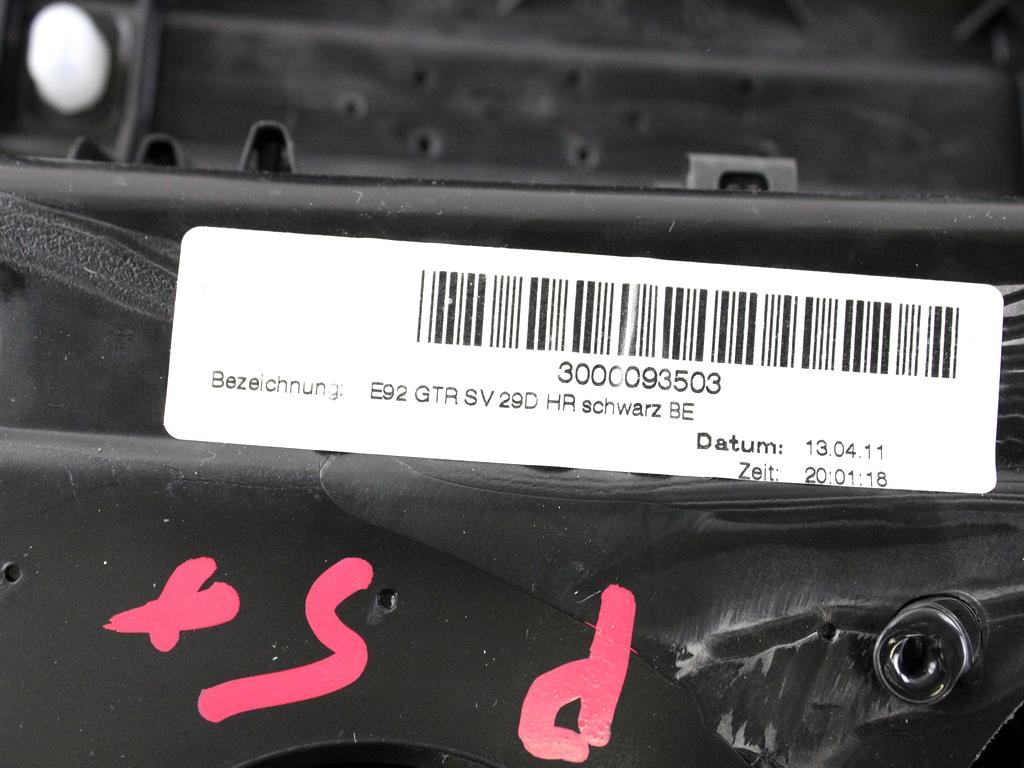 3000093503
Bezeichnung: E92 GTR SV 29D HR schwarz BE
Datum: 13.04.11
Zeit: 20:01:18